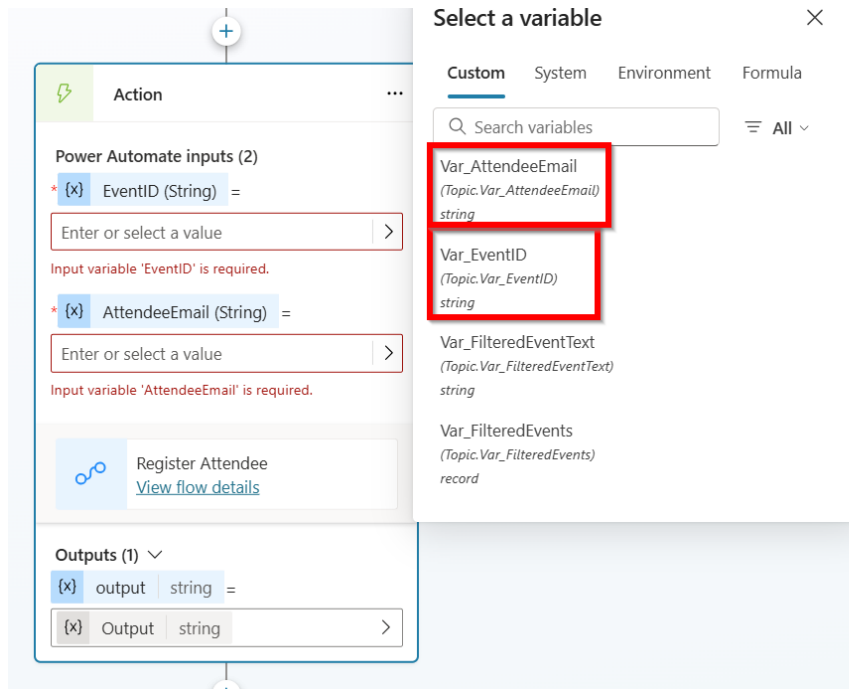 Action
...
Power Automate inputs (2)
* {x} EventID (String) =
Enter or select a value
Input variable 'EventID' is required.
* {x} AttendeeEmail (String) =
Enter or select a value
Input variable 'AttendeeEmail' is required.
Register Attendee
View flow details
Outputs (1)
{x} output string =
{x} Output string
Select a variable
Custom System Environment Formula
Search variables
All
Var_AttendeeEmail
(Topic.Var_AttendeeEmail)
string
Var_EventID
(Topic.Var_EventID)
string
Var_FilteredEventText
(Topic.Var_FilteredEventText)
string
Var_FilteredEvents
(Topic.Var_FilteredEvents)
record